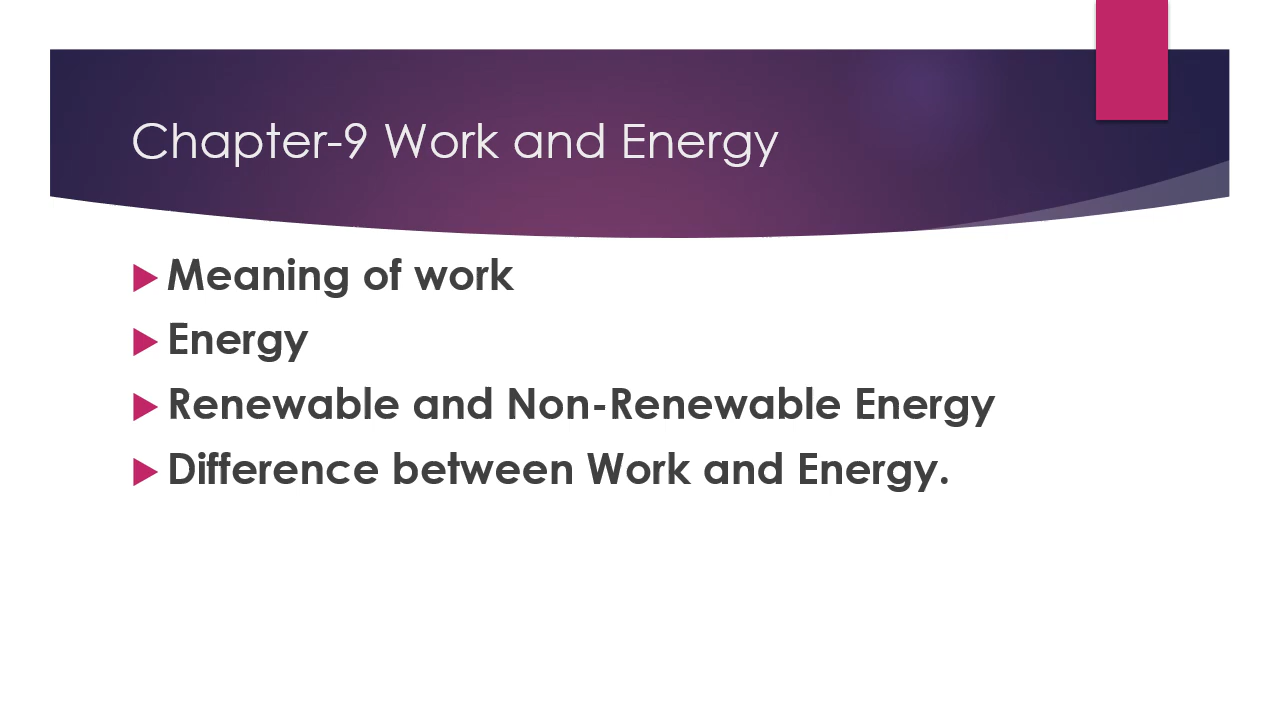 Chapter-9 Work and Energy
Meaning of work
Energy
Renewable and Non-Renewable Energy
Difference between Work and Energy.